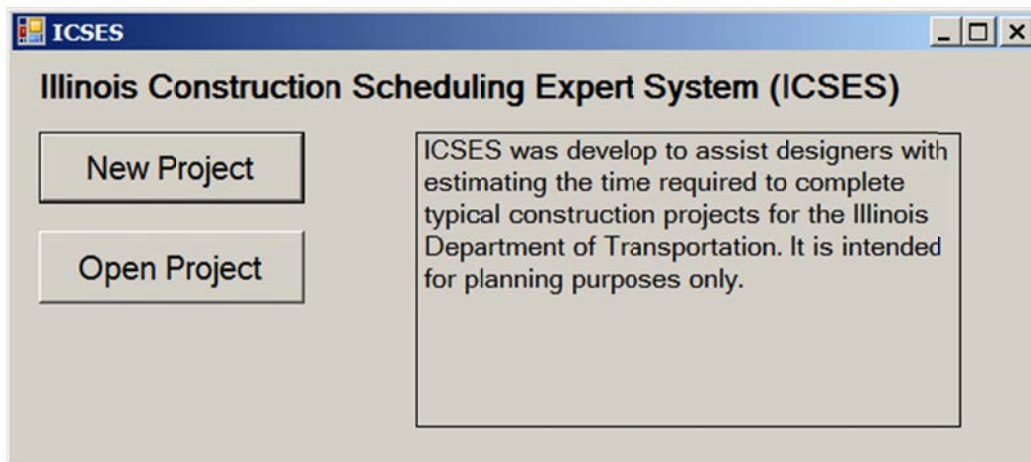 ICSES
Illinois Construction Scheduling Expert System (ICSES)
New Project
Open Project
ICSES was develop to assist designers with
estimating the time required to complete
typical construction projects for the Illinois
Department of Transportation. It is intended
for planning purposes only.